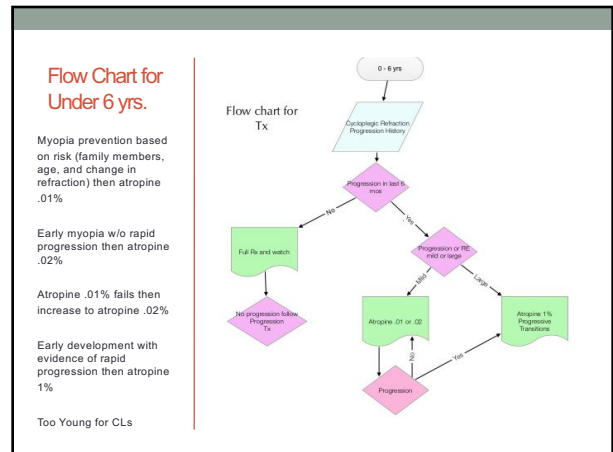 Flow Chart for
Under 6 yrs.
Myopia prevention based
on risk (family members,
age, and change in
refraction) then atropine
.01%
Early myopia w/o rapid
progression then atropine
.02%
Atropine .01% fails then
increase to atropine .02%
Early development with
evidence of rapid
progression then atropine
1%
Too Young for CLs
Flow chart for
Tx
0 - 6 yrs
Cycloplegic Refraction
Progression History
Progression in last 6
mos
No
Yes
Full Rx and watch
Progression or RE
mild or large
Mild
Large
No progression follow
Progression
Tx
Atropine .01 or .02
Atropine 1%
Progressive
Transitions
No
Yes
Progression